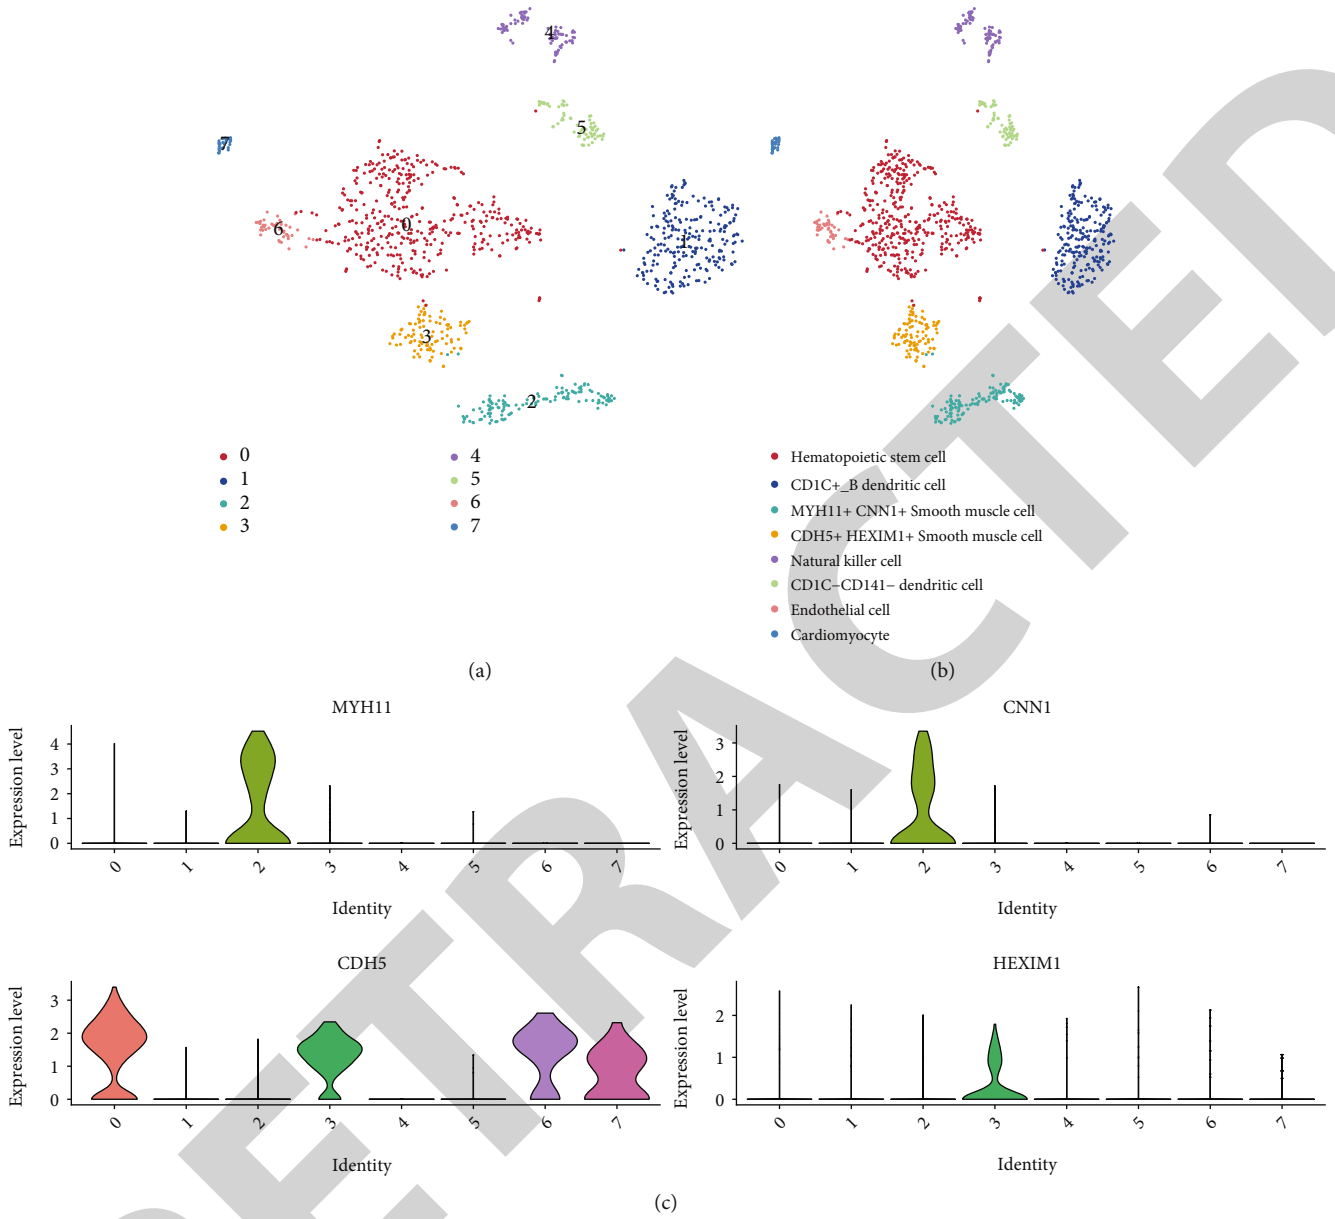 4
5
7
6
0
1
3
2
0
4
1
5
2
6
3
7
Hematopoietic stem cell
CD1C+_B dendritic cell
MYH11+ CNN1+ Smooth muscle cell
CDH5+ HEXIM1+ Smooth muscle cell
Natural killer cell
CD1C−CD141− dendritic cell
Endothelial cell
Cardiomyocyte
(a)
(b)
MYH11
Expression level
4
3
2
1
0
0 1 2 3 4 5 6 7
Identity
CNN1
Expression level
3
2
1
0
0 1 2 3 4 5 6 7
Identity
CDH5
Expression level
3
2
1
0
0 1 2 3 4 5 6 7
Identity
HEXIM1
Expression level
2
1
0
0 1 2 3 4 5 6 7
Identity
(c)
RETRACTED